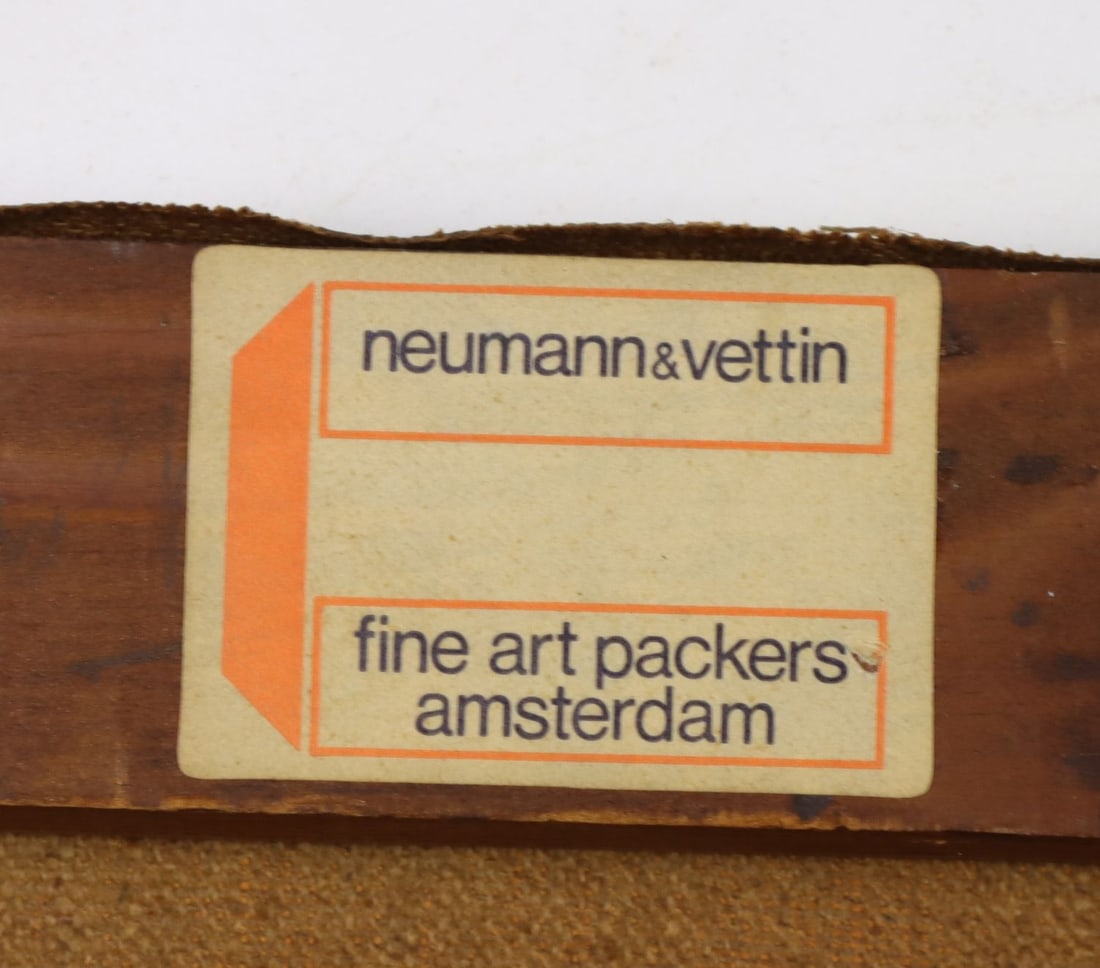 neumann&vettin
fine art packers
amsterdam